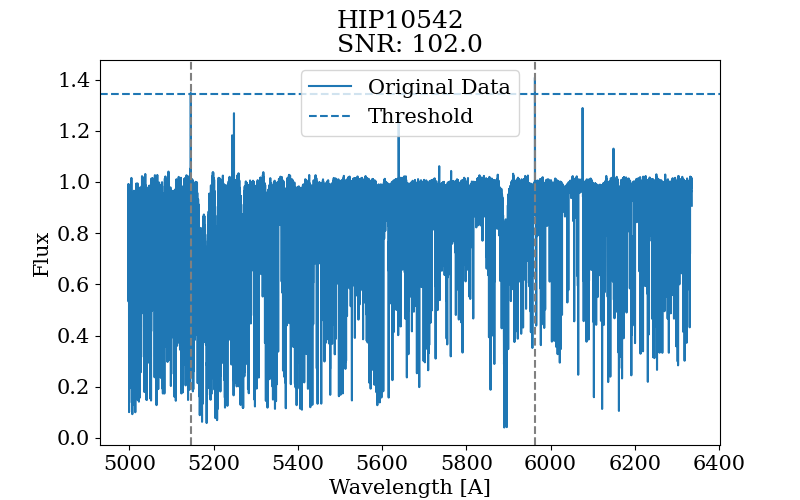 HIP10542
SNR: 102.0
Original Data
Threshold
1.4
1.2
1.0
0.8
0.6
0.4
0.2
0.0
Flux
5000 5200 5400 5600 5800 6000 6200 6400
Wavelength [A]